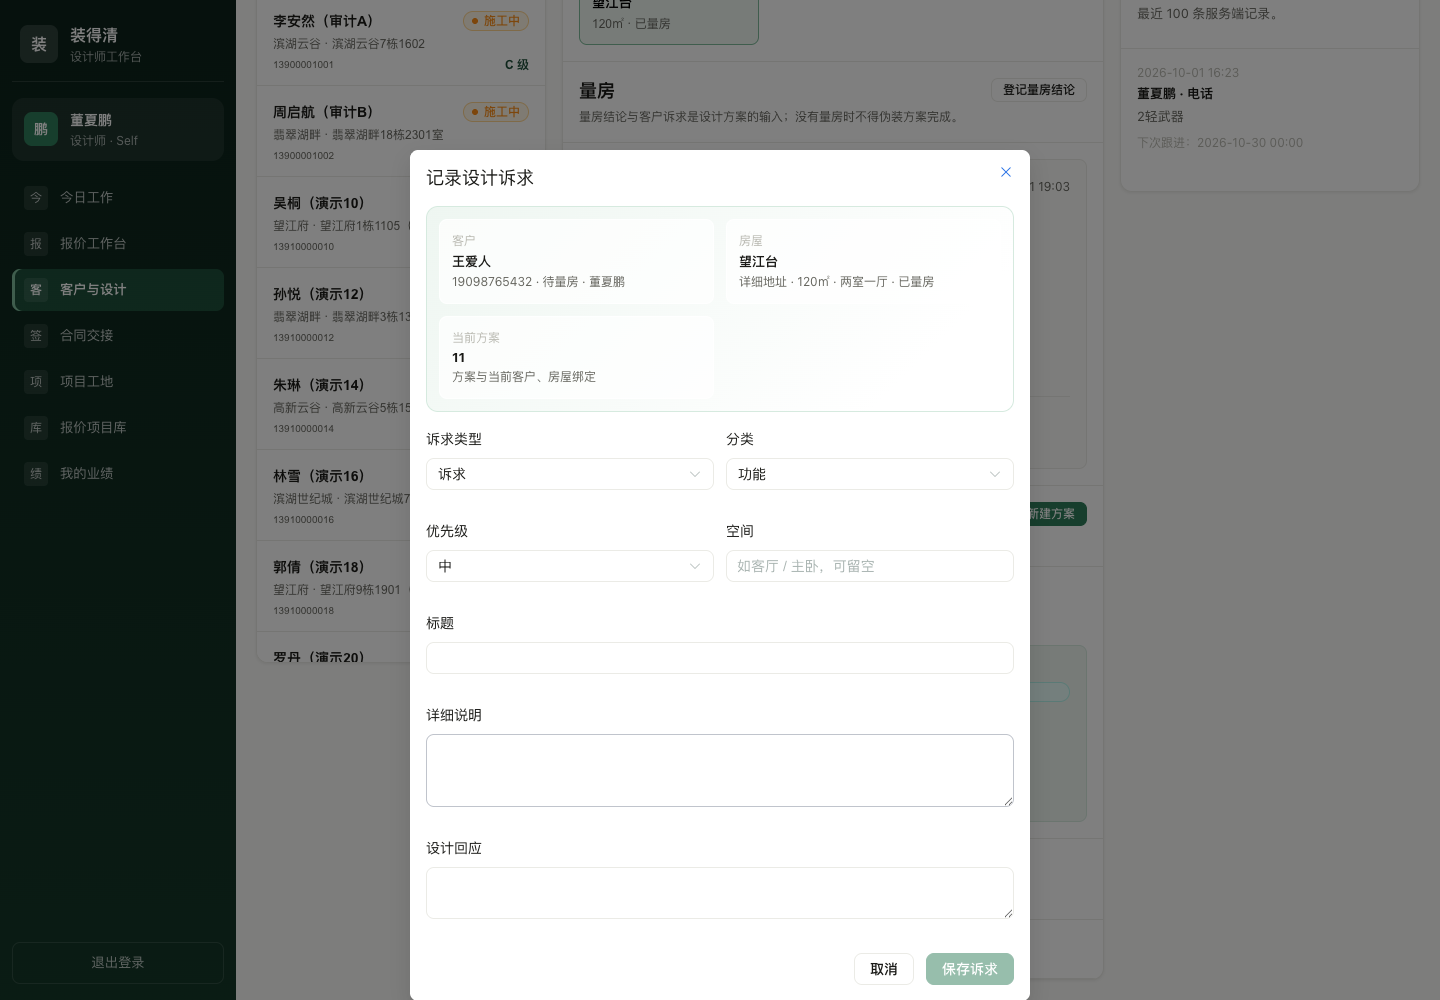 装
装得清
设计师工作台
鹏
董夏鹏
设计师 · Self
今
今日工作
报
报价工作台
客
客户与设计
签
合同交接
项
项目工地
库
报价项目库
绩
我的业绩
退出登录
李安然（审计A）
施工中
滨湖云谷 · 滨湖云谷7栋1602
13900001001
C 级
周启航（审计B）
施工中
翡翠湖畔 · 翡翠湖畔18栋2301室
13900001002
吴桐（演示10）
望江府 · 望江府1栋1105
13910000010
孙悦（演示12）
翡翠湖畔 · 翡翠湖畔3栋13
13910000012
朱琳（演示14）
高新云谷 · 高新云谷5栋15
13910000014
林雪（演示16）
滨湖世纪城 · 滨湖世纪城7
13910000016
郭倩（演示18）
望江府 · 望江府9栋1901
13910000018
罗丹（演示20）
望江台
120㎡ · 已量房
量房
登记量房结论
量房结论与客户诉求是设计方案的输入；没有量房时不得伪装方案完成。
1 19:03
新建方案
最近 100 条服务端记录。
2026-10-01 16:23
董夏鹏 · 电话
2轻武器
下次跟进：2026-10-30 00:00
记录设计诉求
客户
王爱人
19098765432 · 待量房 · 董夏鹏
房屋
望江台
详细地址 · 120㎡ · 两室一厅 · 已量房
当前方案
11
方案与当前客户、房屋绑定
诉求类型
分类
诉求
功能
优先级
空间
中
如客厅 / 主卧，可留空
标题
详细说明
设计回应
取消
保存诉求